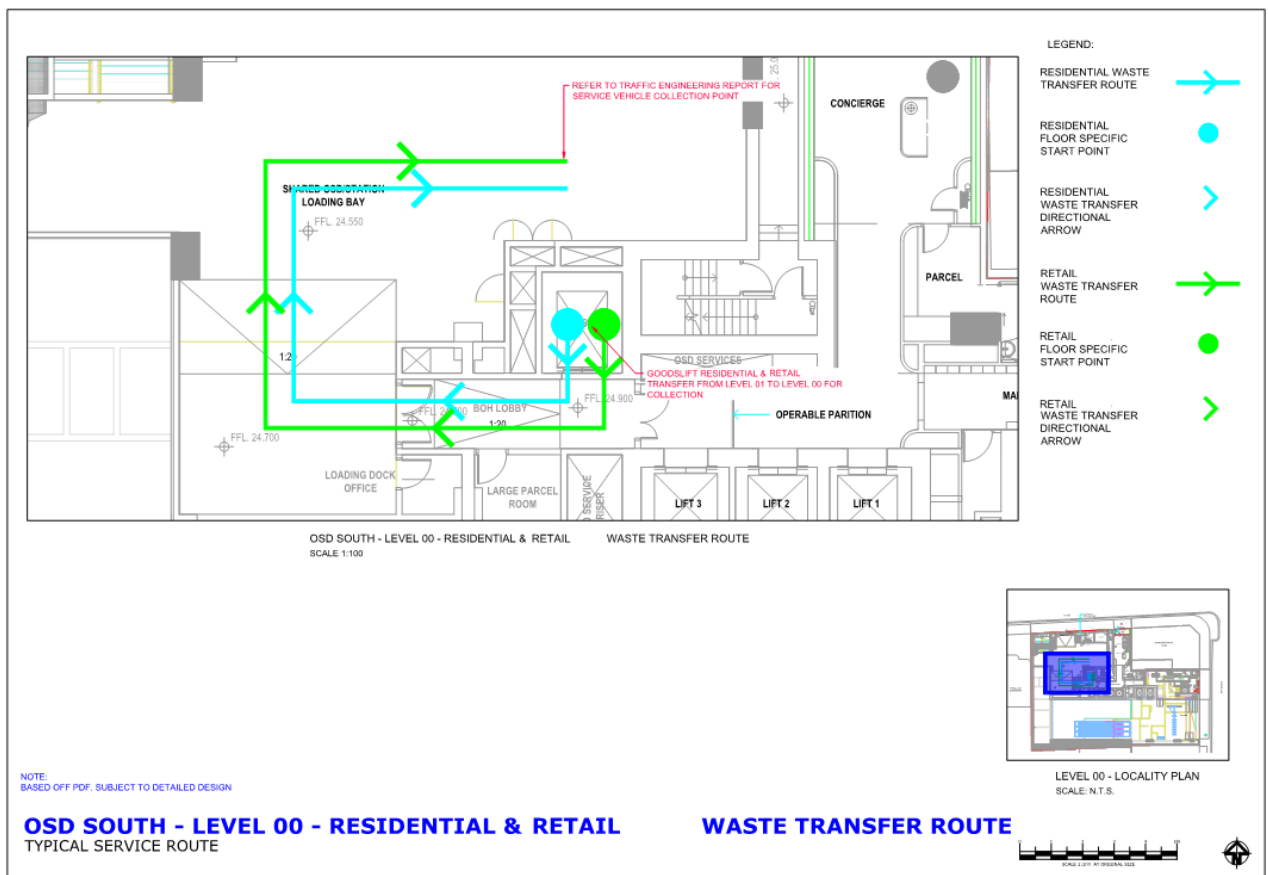 LEGEND:
RESIDENTIAL WASTE
TRANSFER ROUTE
RESIDENTIAL
FLOOR SPECIFIC
START POINT
RESIDENTIAL
WASTE TRANSFER
DIRECTIONAL
ARROW
RETAIL
WASTE TRANSFER
ROUTE
RETAIL
FLOOR SPECIFIC
START POINT
RETAIL
WASTE TRANSFER
DIRECTIONAL
ARROW
REFER TO TRAFFIC ENGINEERING REPORT FOR
SERVICE VEHICLE COLLECTION POINT
CONCIERGE
SHARED OSD/STATION
LOADING BAY
FFL. 24.550
PARCEL
1:20
OSD SERVICES
GOODSLIFT RESIDENTIAL & RETAIL
TRANSFER FROM LEVEL 01 TO LEVEL 00 FOR
COLLECTION
FFL. 24.900
BOH LOBBY
1:20
OPERABLE PARITION
FFL. 24.700
LOADING DOCK
OFFICE
LARGE PARCEL
ROOM
SERVICE
RISER
LIFT 3
LIFT 2
LIFT 1
OSD SOUTH - LEVEL 00 - RESIDENTIAL & RETAIL WASTE TRANSFER ROUTE
SCALE 1:100
LEVEL 00 - LOCALITY PLAN
SCALE: N.T.S.
NOTE:
BASED OFF PDF. SUBJECT TO DETAILED DESIGN
OSD SOUTH - LEVEL 00 - RESIDENTIAL & RETAIL WASTE TRANSFER ROUTE
TYPICAL SERVICE ROUTE